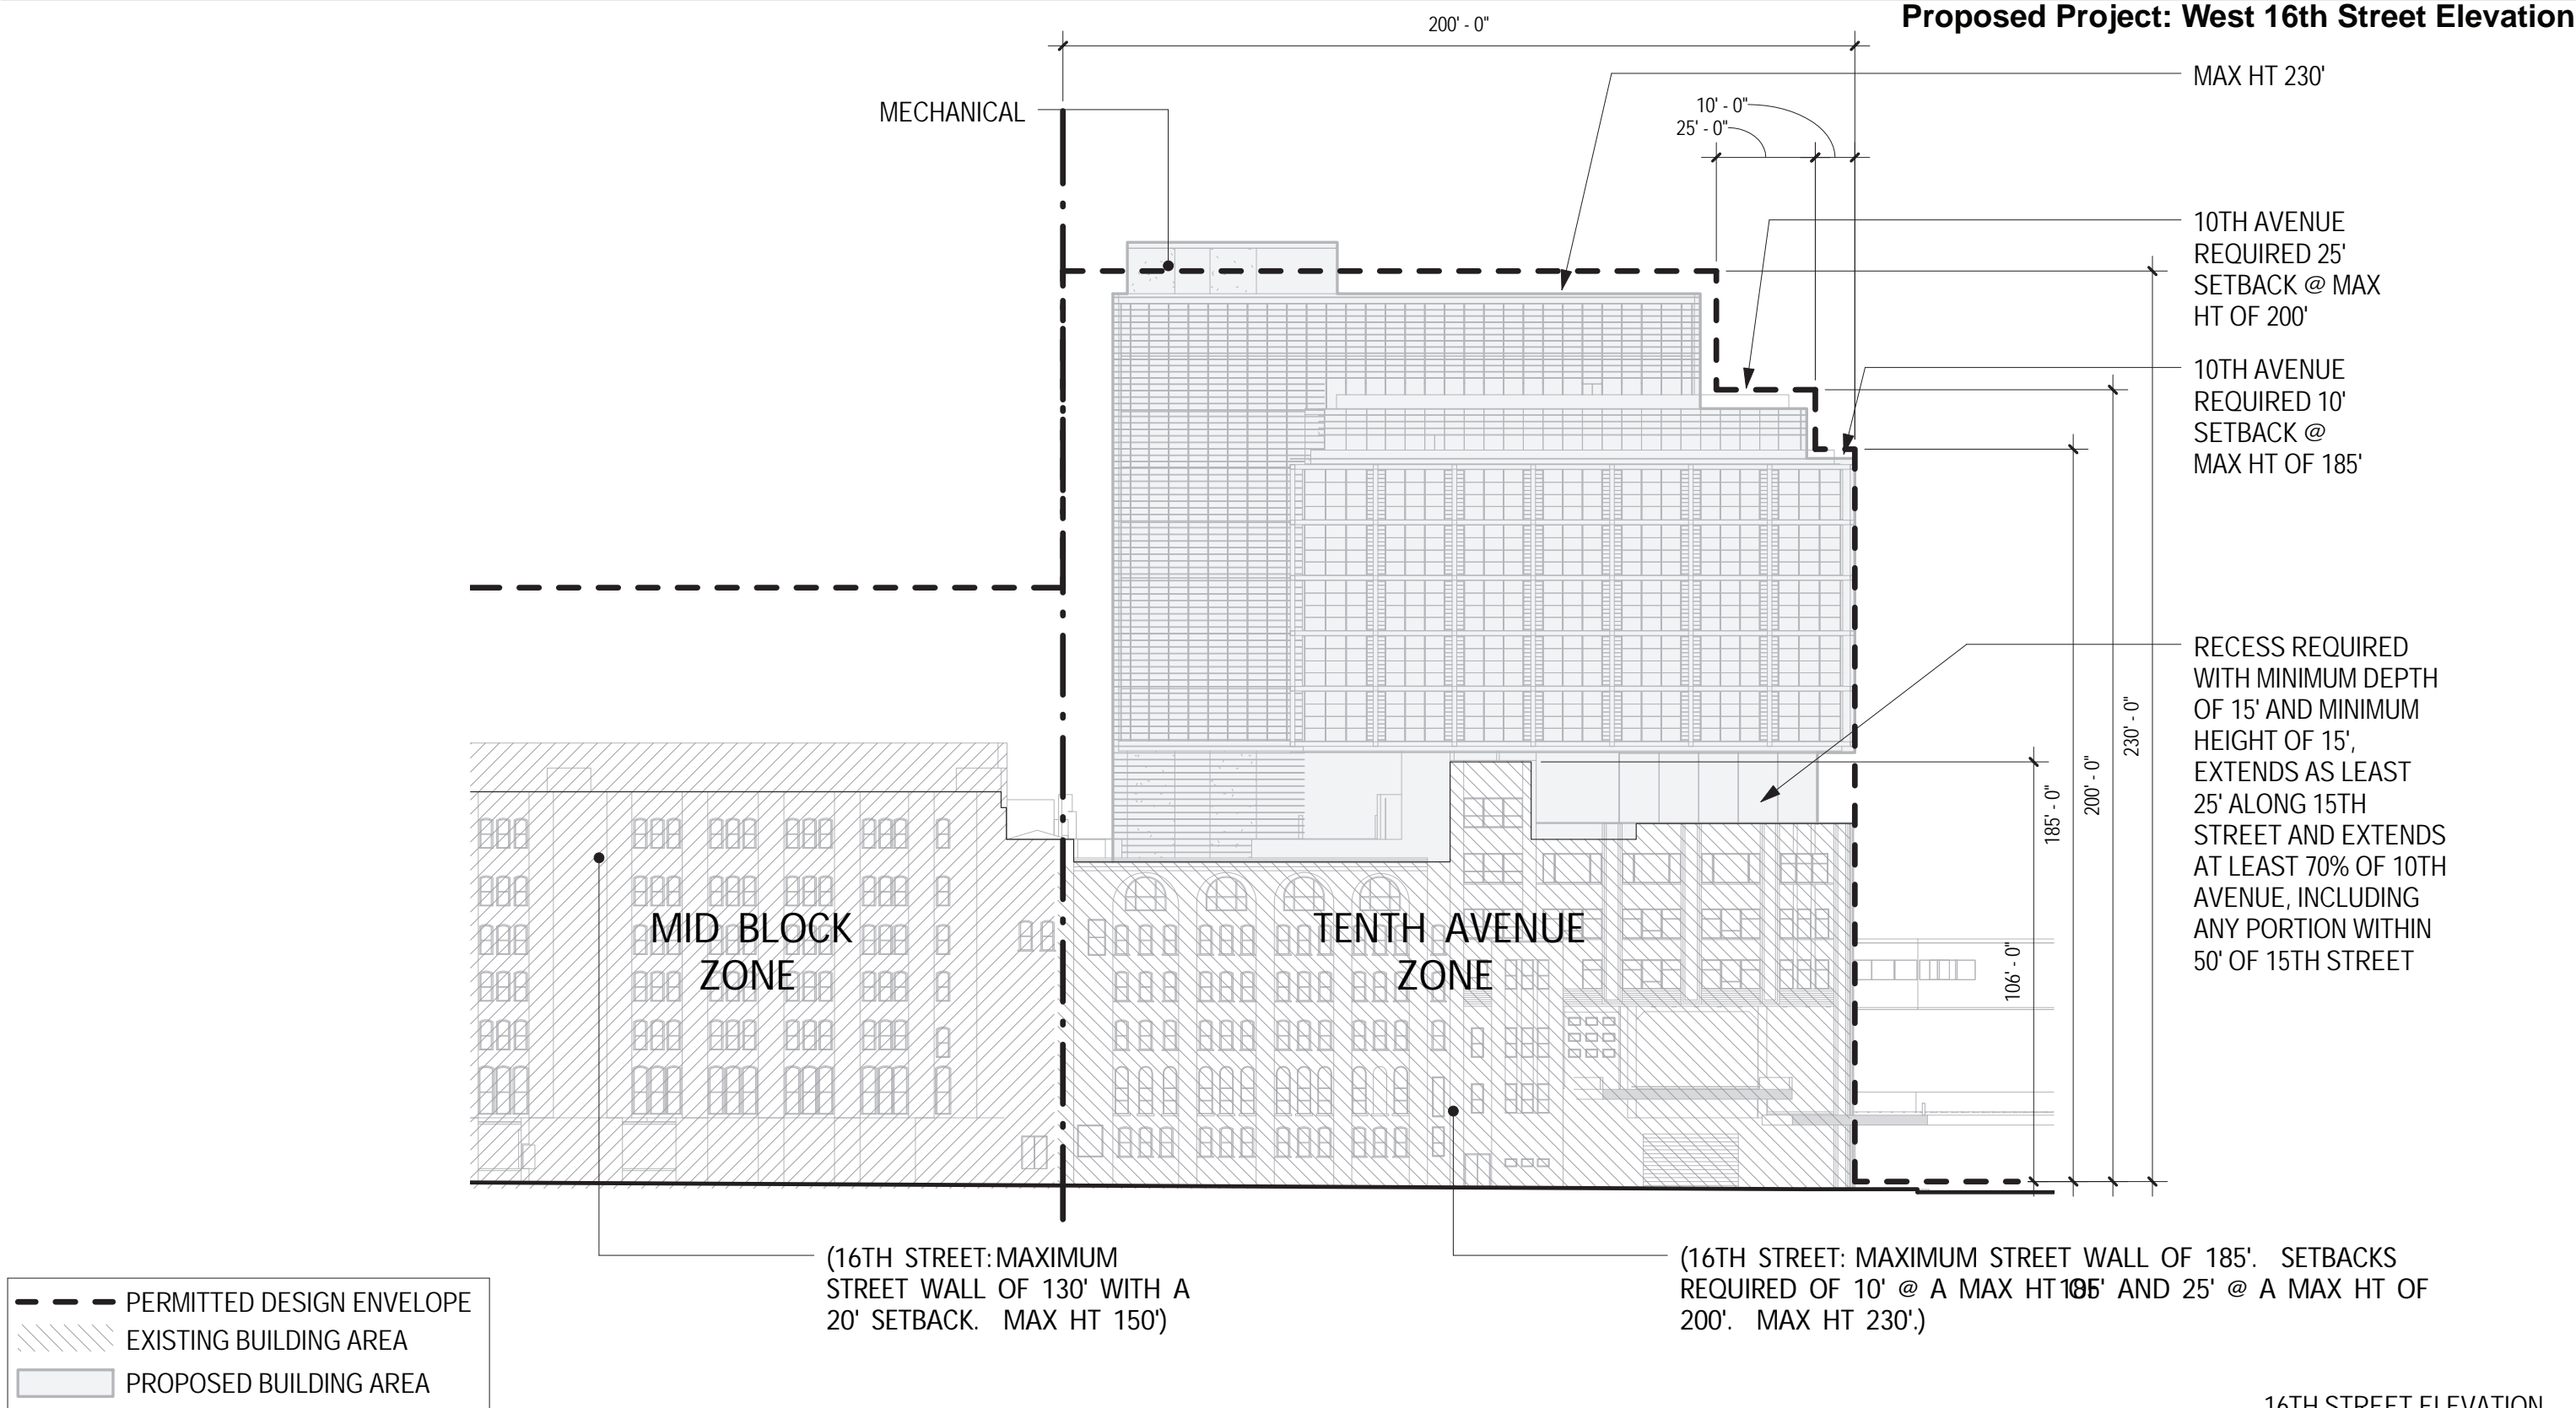 Proposed Project: West 16th Street Elevation
200' - 0"
MAX HT 230'
MECHANICAL
10' - 0"
25' - 0"
10TH AVENUE
REQUIRED 25'
SETBACK @ MAX
HT OF 200'
10TH AVENUE
REQUIRED 10'
SETBACK @
MAX HT OF 185'
RECESS REQUIRED
WITH MINIMUM DEPTH
OF 15' AND MINIMUM
HEIGHT OF 15',
EXTENDS AS LEAST
25' ALONG 15TH
STREET AND EXTENDS
AT LEAST 70% OF 10TH
AVENUE, INCLUDING
ANY PORTION WITHIN
50' OF 15TH STREET
230' - 0"
200' - 0"
185' - 0"
106' - 0"
MID BLOCK
ZONE
TENTH AVENUE
ZONE
(16TH STREET: MAXIMUM
STREET WALL OF 130' WITH A
20' SETBACK. MAX HT 150')
(16TH STREET: MAXIMUM STREET WALL OF 185'. SETBACKS
REQUIRED OF 10' @ A MAX HT AND 25' @ A MAX HT OF
200'. MAX HT 230'.)
PERMITTED DESIGN ENVELOPE
EXISTING BUILDING AREA
PROPOSED BUILDING AREA
16TH STREET ELEVATION